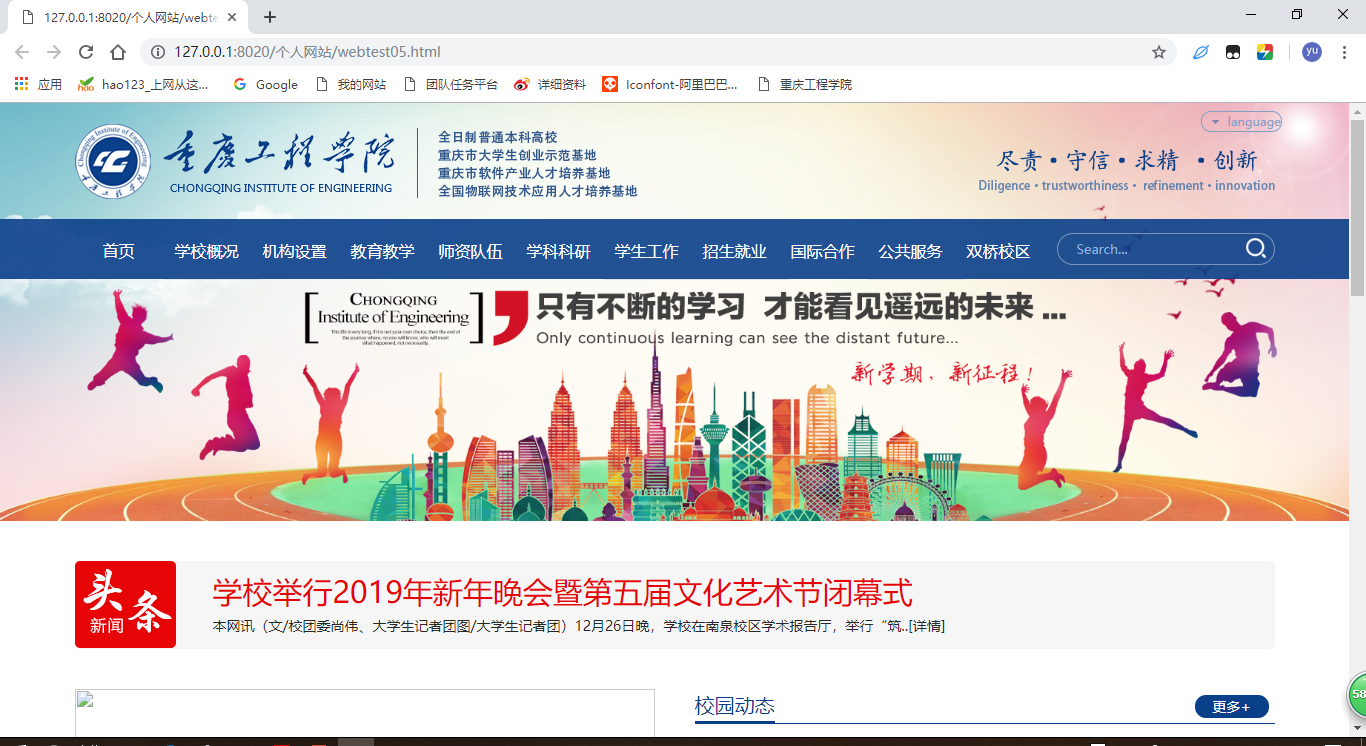 127.0.0.1:8020/个人网站/webte
127.0.0.1:8020/个人网站/webtest05.html
yu
应用
hao123_上网从这...
Google
我的网站
团队任务平台
详细资料
Iconfont-阿里巴巴...
重庆工程学院
重庆工程学院
CHONGQING INSTITUTE OF ENGINEERING
全日制普通本科高校
重庆市大学生创业示范基地
重庆市软件产业人才培养基地
全国物联网技术应用人才培养基地
language
尽责·守信·求精 ·创新
Diligence·trustworthiness· refinement·innovation
首页
学校概况
机构设置
教育教学
师资队伍
学科科研
学生工作
招生就业
国际合作
公共服务
双桥校区
Search...
CHONGQING
Institute of Engineering
只有不断的学习 才能看见遥远的未来 ...
Only continuous learning can see the distant future...
新学期，新征程！
头条
新闻
学校举行2019年新年晚会暨第五届文化艺术节闭幕式
本网讯（文/校团委尚伟、大学生记者团图/大学生记者团）12月26日晚，学校在南泉校区学术报告厅，举行“筑..[详情]
校园动态
更多+
58